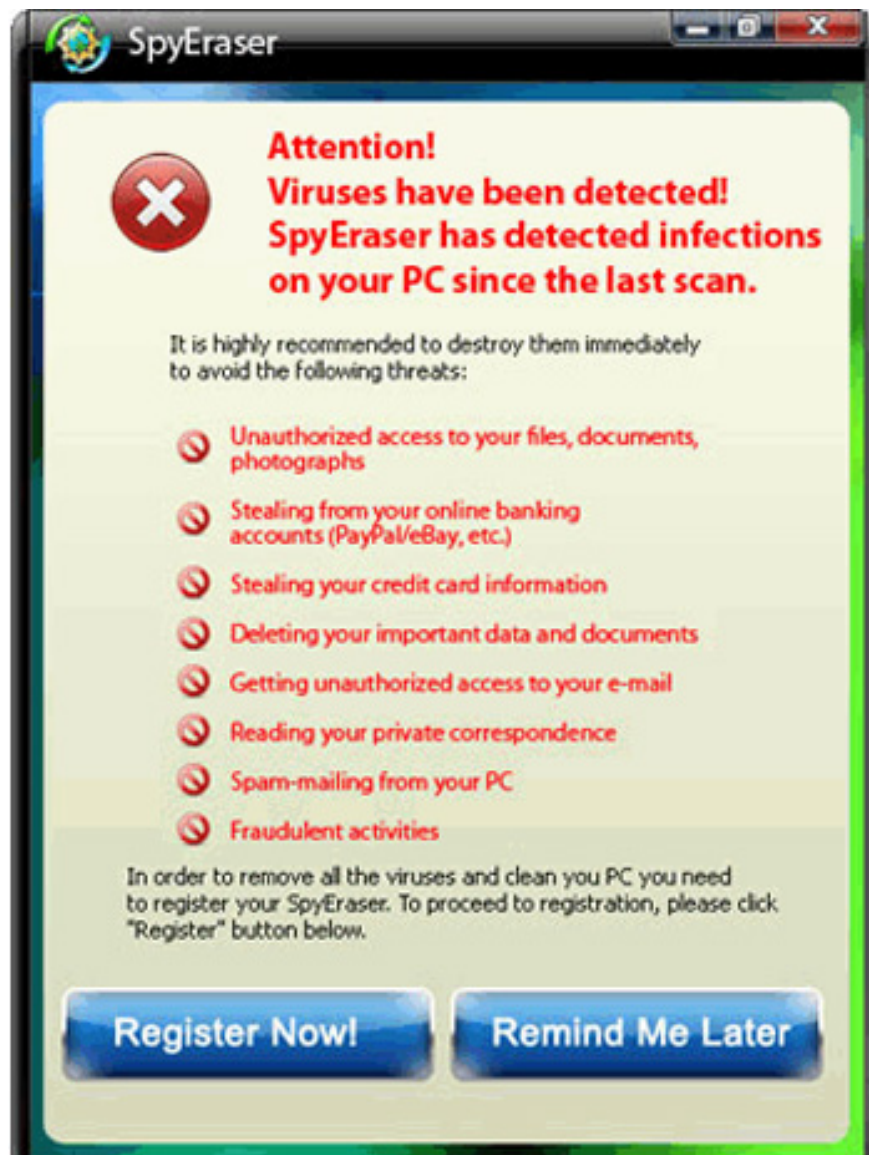 SpyEraser
Attention!
Viruses have been detected!
SpyEraser has detected infections
on your PC since the last scan.
It is highly recommended to destroy them immediately
to avoid the following threats:
Unauthorized access to your files, documents,
photographs
Stealing from your online banking
accounts (PayPal/eBay, etc.)
Stealing your credit card information
Deleting your important data and documents
Getting unauthorized access to your e-mail
Reading your private correspondence
Spam-mailing from your PC
Fraudulent activities
In order to remove all the viruses and clean you PC you need
to register your SpyEraser. To proceed to registration, please click
"Register" button below.
Register Now!
Remind Me Later